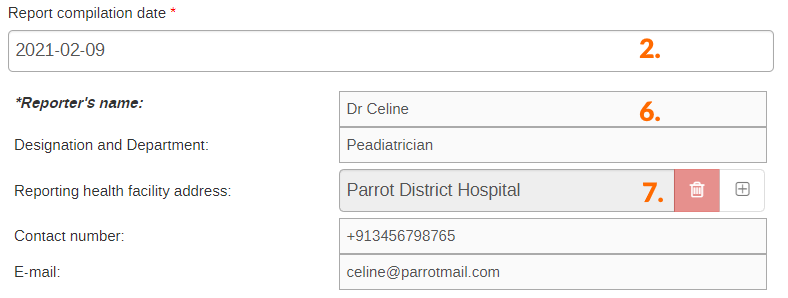 Report compilation date *
2021-02-09 2.
*Reporter's name: Dr Celine 6.
Designation and Department: Peadiatrician
Reporting health facility address: Parrot District Hospital 7.
Contact number: +913456798765
E-mail: celine@parrotmail.com